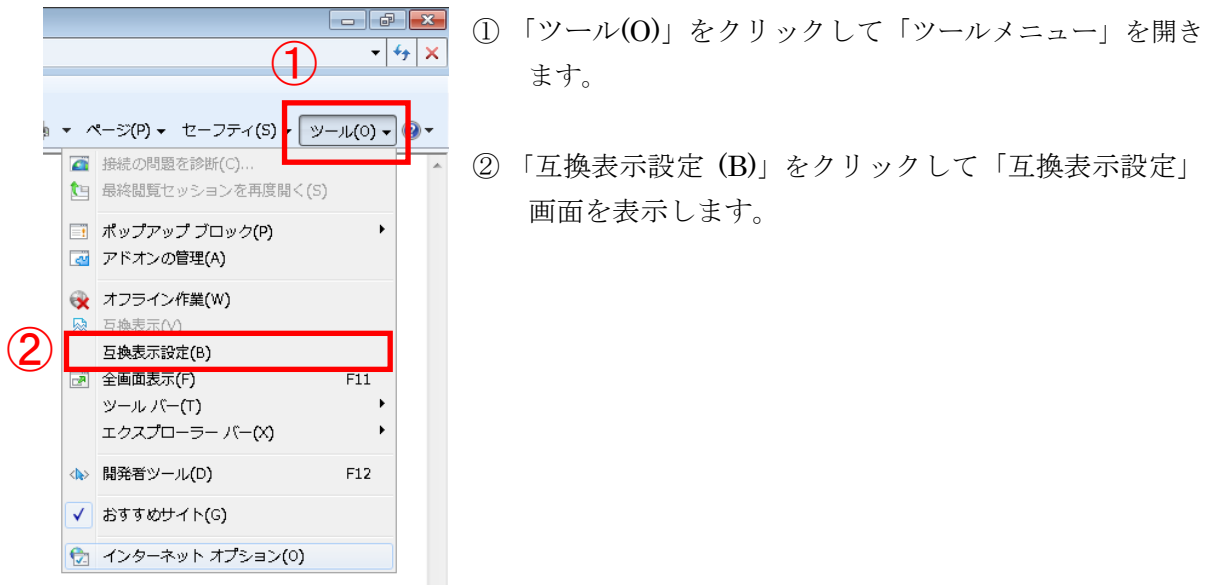 ①
ページ(P) セーフティ(S) ツール(O)
接続の問題を診断(C)...
最終閲覧セッションを再度開く(S)
ポップアップ ブロック(P)
アドオンの管理(A)
オフライン作業(W)
互換表示(V)
②
互換表示設定(B)
全画面表示(F) F11
ツール バー(T)
エクスプローラー バー(X)
開発者ツール(D) F12
おすすめサイト(G)
インターネット オプション(O)
① 「ツール(O)」をクリックして「ツールメニュー」を開き
ます。
② 「互換表示設定 (B)」をクリックして「互換表示設定」
画面を表示します。